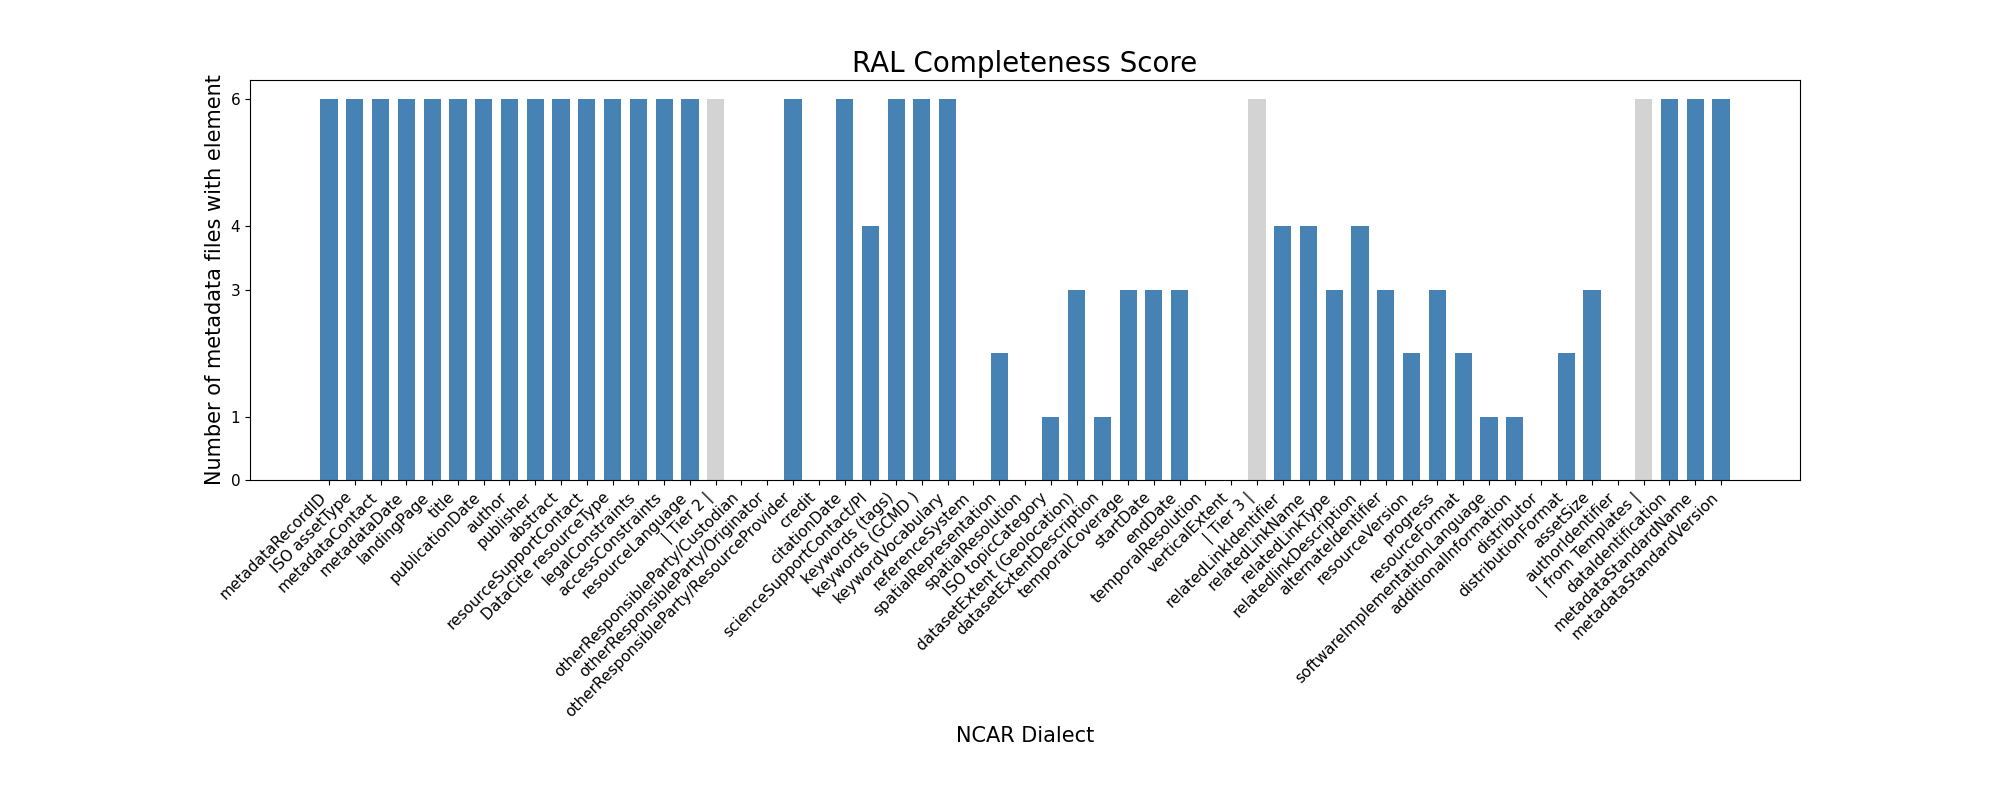 RAL Completeness Score
Number of metadata files with element
6
4
3
1
0
metadataRecordID
ISO assetType
metadataContact
metadataDate
landingPage
title
publicationDate
author
publisher
abstract
resourceSupportContact
DataCite resourceType
legalConstraints
accessConstraints
resourceLanguage
| Tier 2 |
otherResponsibleParty/Custodian
otherResponsibleParty/Originator
otherResponsibleParty/ResourceProvider
credit
citationDate
scienceSupportContact/PI
keywords (tags)
keywords (GCMD )
keywordVocabulary
referenceSystem
spatialRepresentation
spatialResolution
ISO topicCategory
datasetExtent (Geolocation)
datasetExtentDescription
temporalCoverage
startDate
endDate
temporalResolution
verticalExtent
| Tier 3 |
relatedLinkIdentifier
relatedLinkName
relatedLinkType
relatedlinkDescription
alternateIdentifier
resourceVersion
progress
resourceFormat
softwareImplementationLanguage
additionalInformation
distributor
distributionFormat
assetSize
authorIdentifier
| from Templates |
dataIdentification
metadataStandardName
metadataStandardVersion
NCAR Dialect